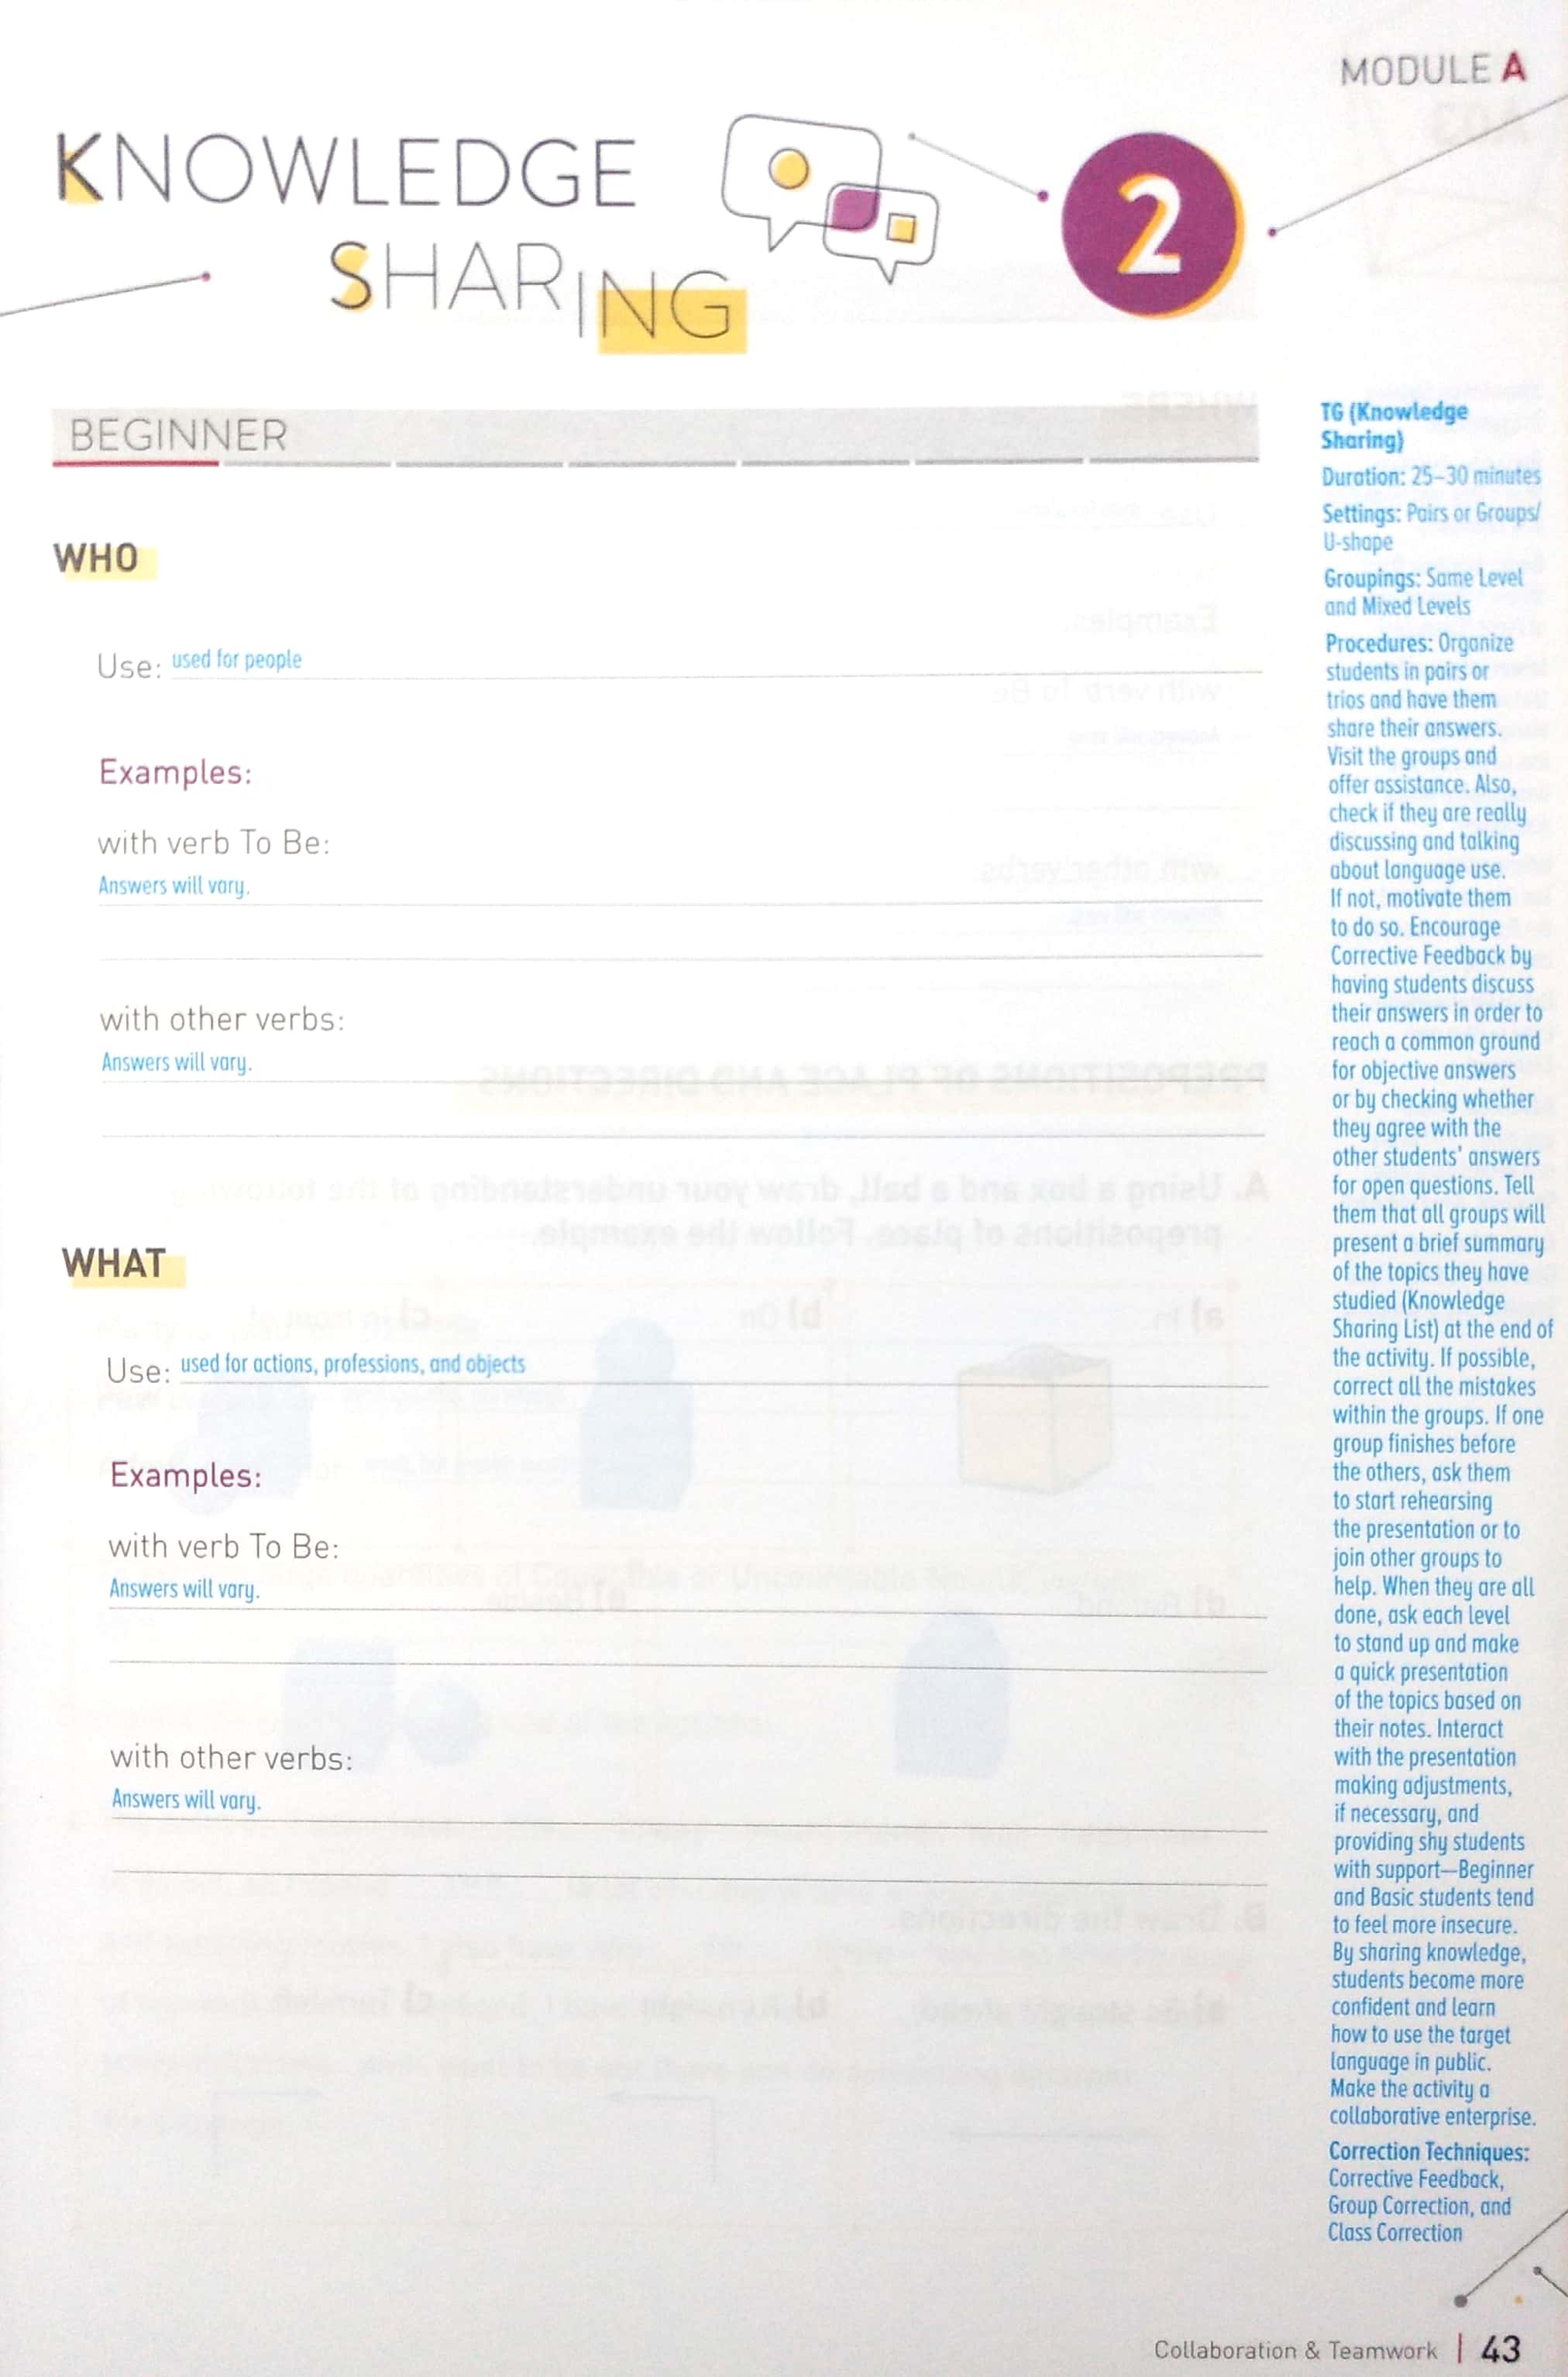 MODULE A
KNOWLEDGE
SHARING
2
BEGINNER
WHO
Use: used for people
Examples:
with verb To Be:
Answers will vary.
with other verbs:
Answers will vary.
WHAT
Use: used for actions, professions, and objects
Examples:
with verb To Be:
Answers will vary.
with other verbs:
Answers will vary.
TG (Knowledge
Sharing)
Duration: 25–30 minutes
Settings: Pairs or Groups/
U-shape
Groupings: Same Level
and Mixed Levels
Procedures: Organize
students in pairs or
trios and have them
share their answers.
Visit the groups and
offer assistance. Also,
check if they are really
discussing and talking
about language use.
If not, motivate them
to do so. Encourage
Corrective Feedback by
having students discuss
their answers in order to
reach a common ground
for objective answers
or by checking whether
they agree with the
other students' answers
for open questions. Tell
them that all groups will
present a brief summary
of the topics they have
studied (Knowledge
Sharing List) at the end of
the activity. If possible,
correct all the mistakes
within the groups. If one
group finishes before
the others, ask them
to start rehearsing
the presentation or to
join other groups to
help. When they are all
done, ask each level
to stand up and make
a quick presentation
of the topics based on
their notes. Interact
with the presentation
making adjustments,
if necessary, and
providing shy students
with support—Beginner
and Basic students tend
to feel more insecure.
By sharing knowledge,
students become more
confident and learn
how to use the target
language in public.
Make the activity a
collaborative enterprise.
Correction Techniques:
Corrective Feedback,
Group Correction, and
Class Correction
Collaboration & Teamwork | 43